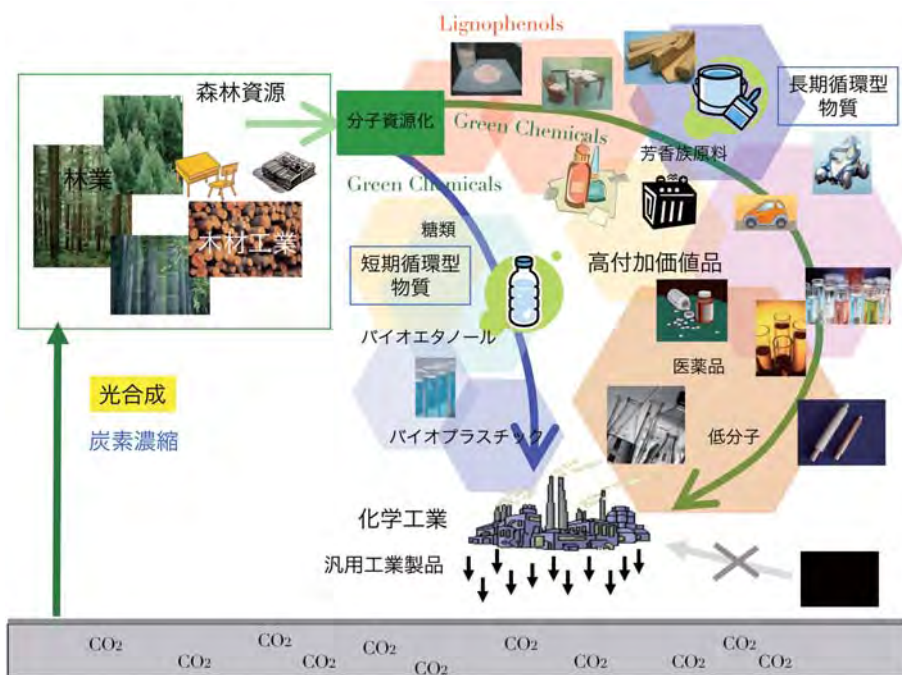 Lignophenols
森林資源
分子資源化
長期循環型
物質
林業
Green Chemicals
芳香族原料
Green Chemicals
木材工業
糖類
短期循環型
物質
高付加価値品
バイオエタノール
医薬品
光合成
炭素濃縮
バイオプラスチック
低分子
化学工業
汎用工業製品
CO2
CO2
CO2
CO2
CO2
CO2
CO2
CO2
CO2
CO2
CO2